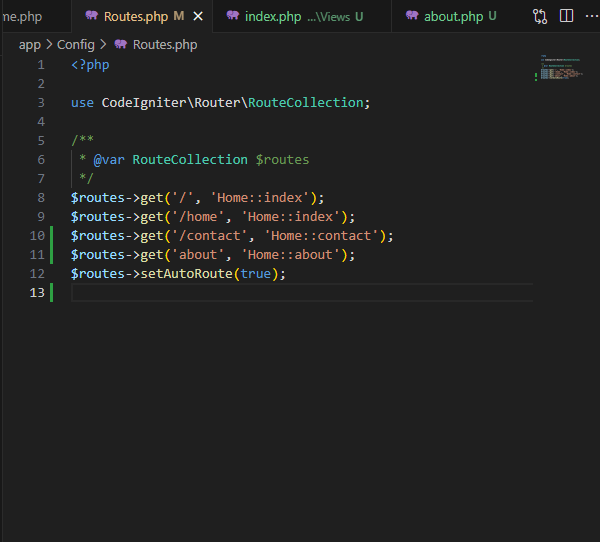 me.php Routes.php M index.php ...\Views U about.php U
app > Config > Routes.php
1 <?php
2
3 use CodeIgniter\Router\RouteCollection;
4
5 /**
6  * @var RouteCollection $routes
7  */
8 $routes->get('/', 'Home::index');
9 $routes->get('/home', 'Home::index');
10 $routes->get('/contact', 'Home::contact');
11 $routes->get('about', 'Home::about');
12 $routes->setAutoRoute(true);
13